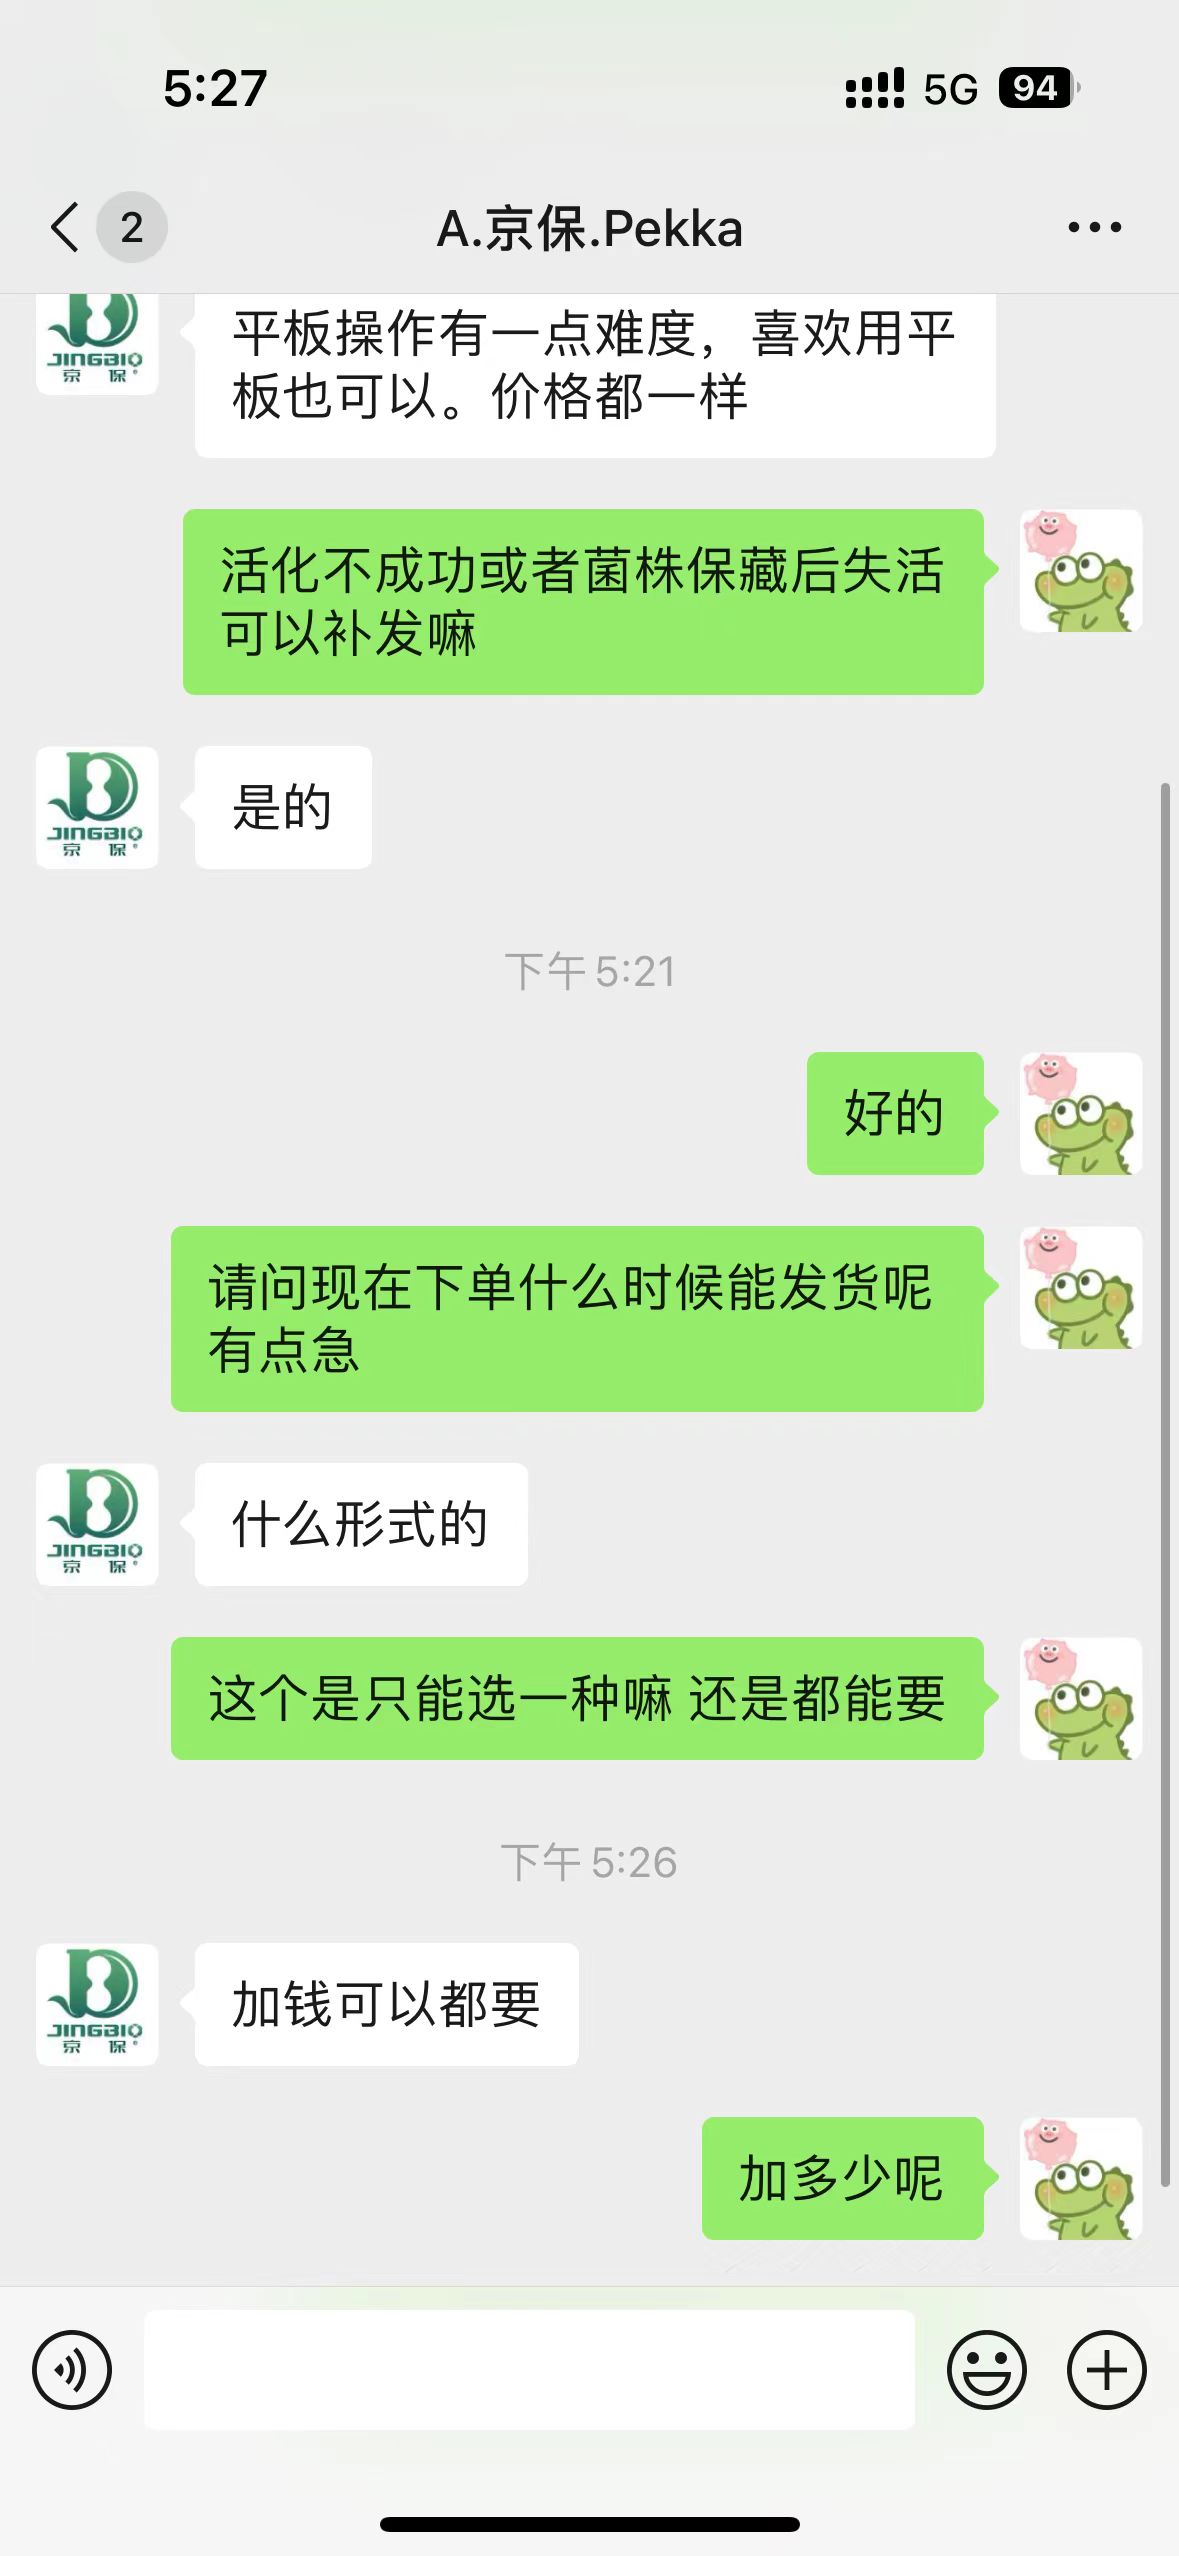 5:27
5G
94
2
A.京保.Pekka
JINGBIO
京 保
平板操作有一点难度，喜欢用平
板也可以。价格都一样
活化不成功或者菌株保藏后失活
可以补发嘛
JINGBIO
京 保
是的
下午 5:21
好的
请问现在下单什么时候能发货呢
有点急
JINGBIO
京 保
什么形式的
这个是只能选一种嘛 还是都能要
下午 5:26
JINGBIO
京 保
加钱可以都要
加多少呢